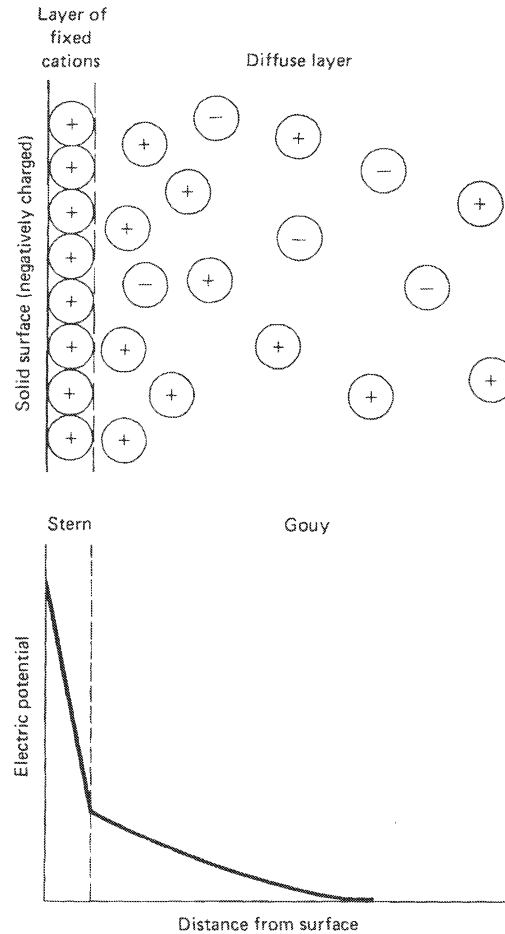 Layer of
fixed
cations
Diffuse layer
Solid surface (negatively charged)
+ + + + + + + +
+ − + − + + + − + − + − + + + + + +
Stern
Gouy
Electric potential
Distance from surface